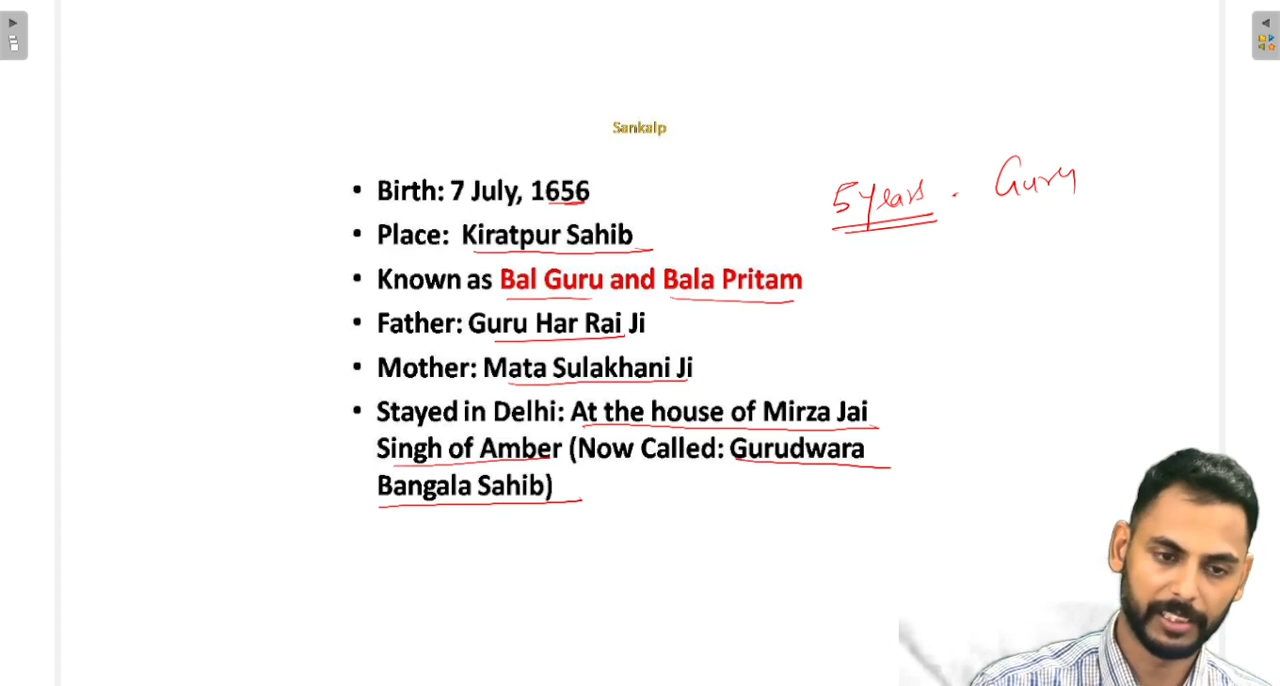 Sankalp
• Birth: 7 July, 1656
5 Years. Guru
• Place: Kiratpur Sahib
• Known as Bal Guru and Bala Pritam
• Father: Guru Har Rai Ji
• Mother: Mata Sulakhani Ji
• Stayed in Delhi: At the house of Mirza Jai
Singh of Amber (Now Called: Gurudwara
Bangala Sahib)